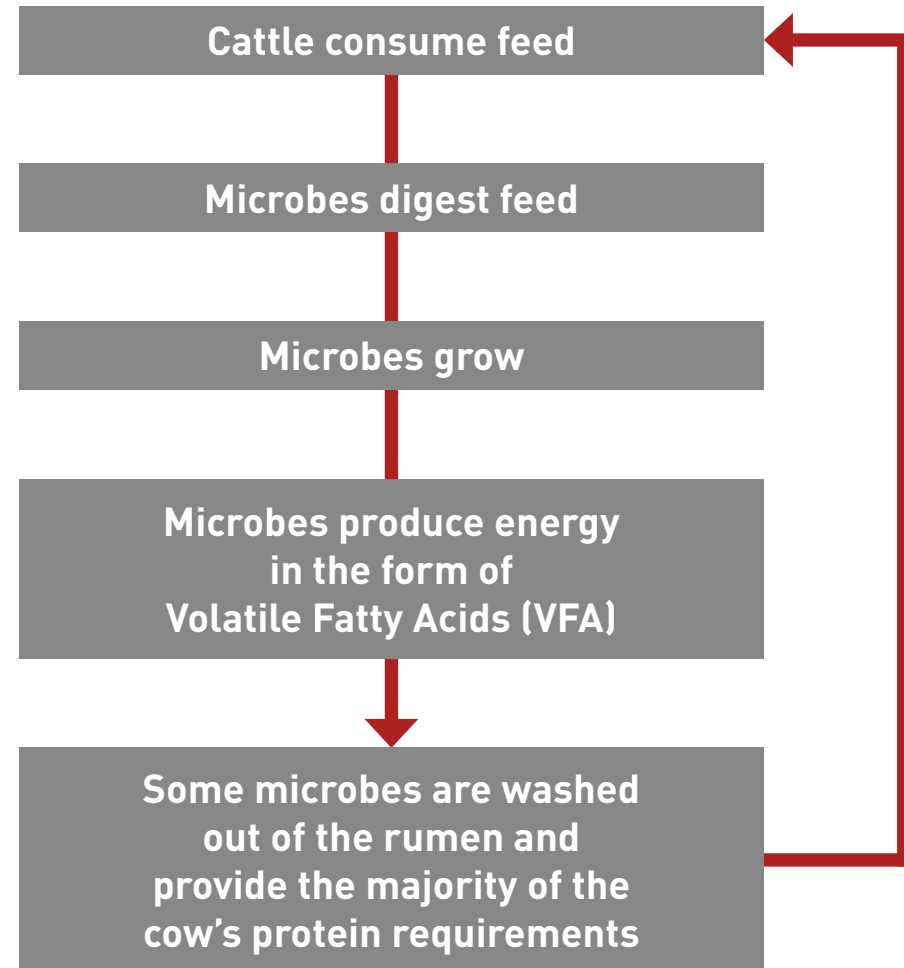 Cattle consume feed
Microbes digest feed
Microbes grow
Microbes produce energy
in the form of
Volatile Fatty Acids (VFA)
Some microbes are washed
out of the rumen and
provide the majority of the
cow’s protein requirements